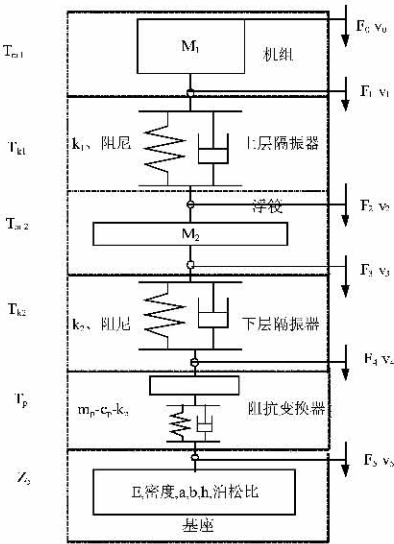 F₀ v₀
M₁
Tₘ₁
机组
F₁ v₁
Tₖ₁
k₁、阻尼
上层隔振器
浮筏
F₂ v₂
Tₘ₂
M₂
F₃ v₃
Tₖ₂
k₂、阻尼
下层隔振器
F₄ v₄
Tₚ
mₚ-cₚ-kₚ
阻抗变换器
F₅ v₅
E,密度,a,b,h,泊松比
基座